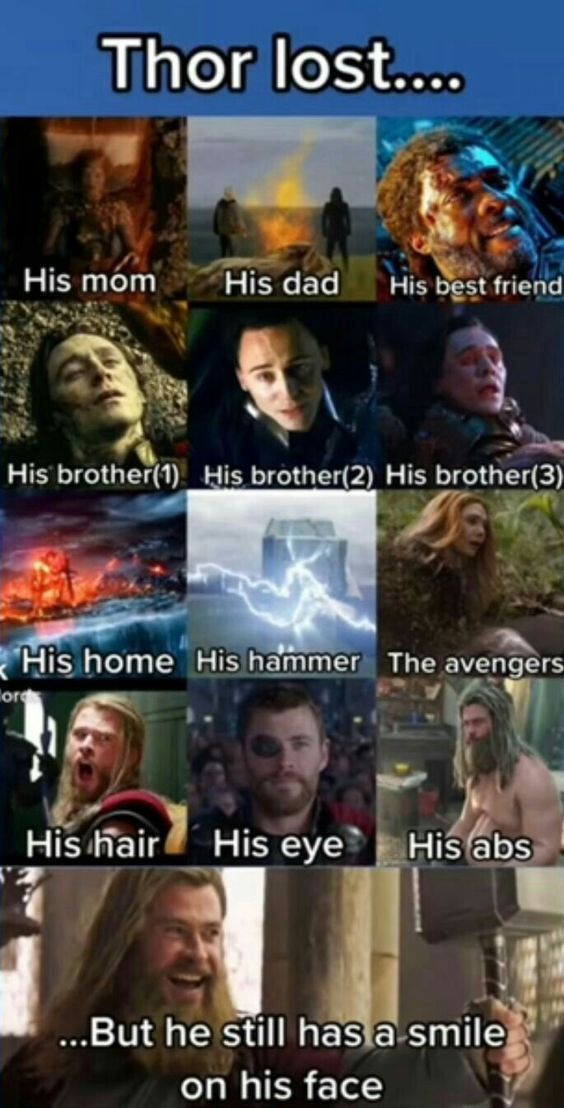 Thor lost....
His mom
His dad
His best friend
His brother(1)
His brother(2)
His brother(3)
His home
His hammer
The avengers
His hair
His eye
His abs
...But he still has a smile
on his face